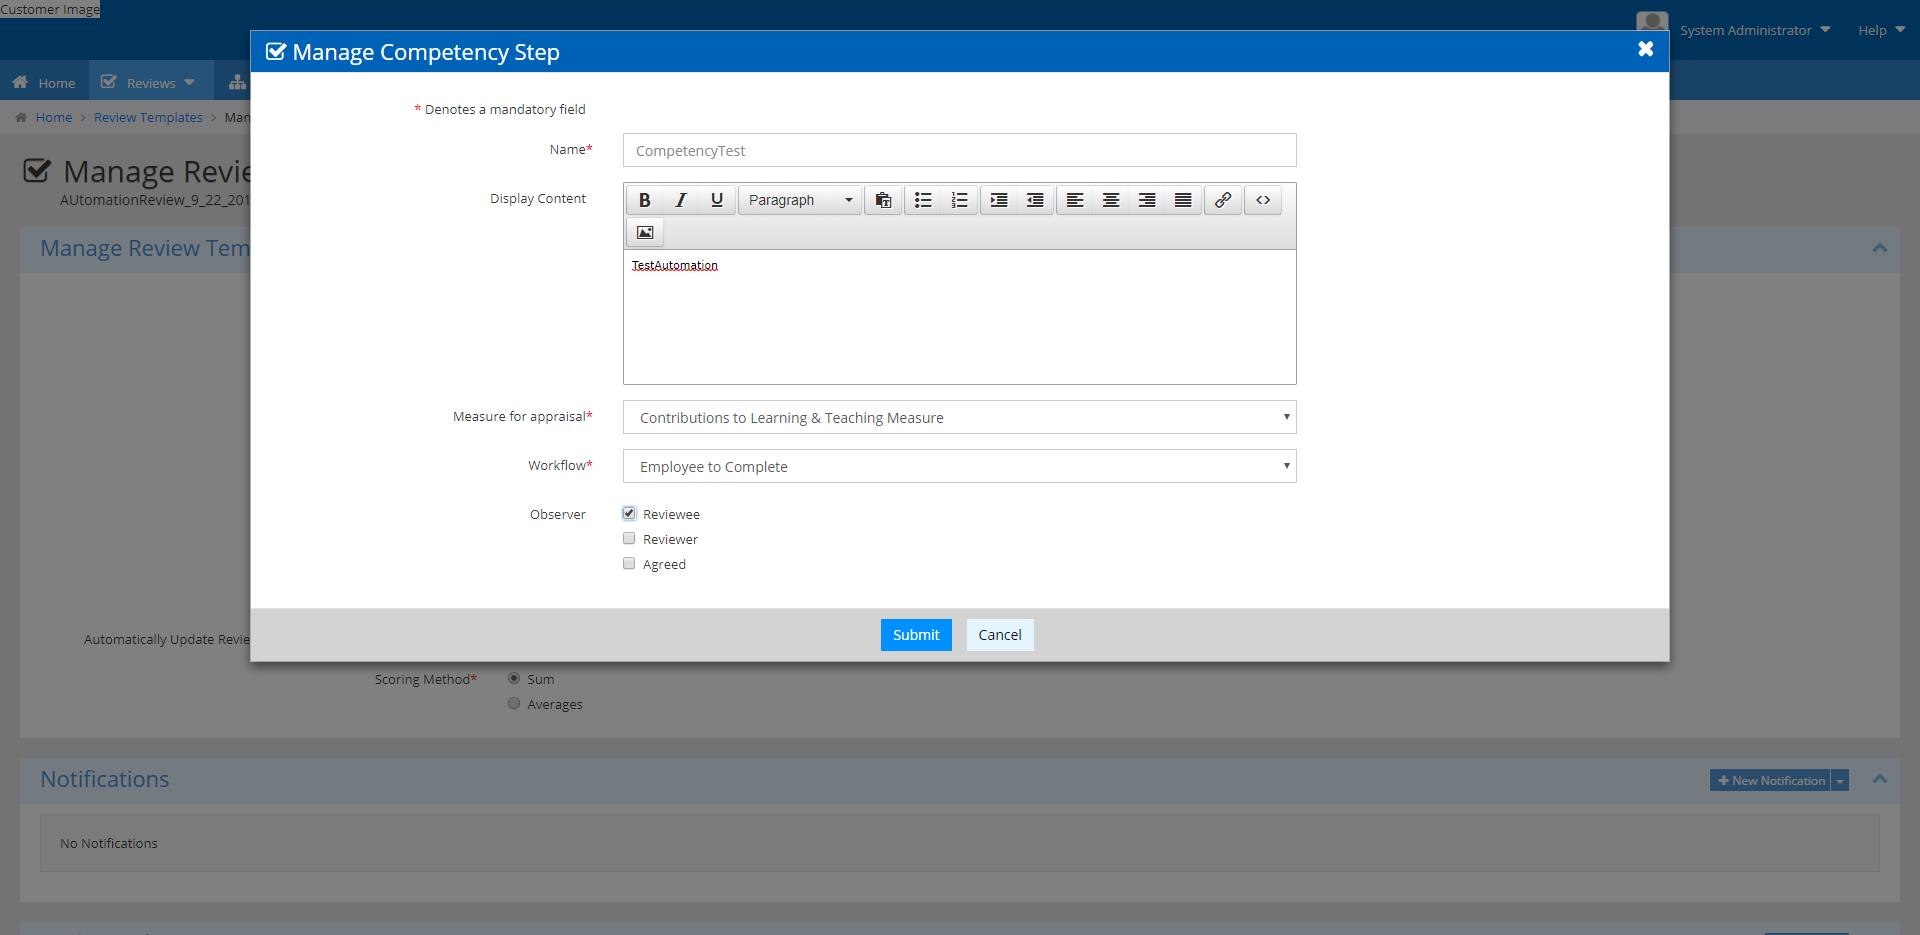 Customer Image
System Administrator
Help
Manage Competency Step
Home
Reviews
Home > Review Templates > Man
* Denotes a mandatory field
Name*
CompetencyTest
Manage Revie
AUtomationReview_9_22_201
Display Content
B I U Paragraph
Manage Review Tem
TestAutomation
Measure for appraisal*
Contributions to Learning & Teaching Measure
Workflow*
Employee to Complete
Observer
Reviewee
Reviewer
Agreed
Automatically Update Revie
Submit
Cancel
Scoring Method*
Sum
Averages
Notifications
New Notification
No Notifications